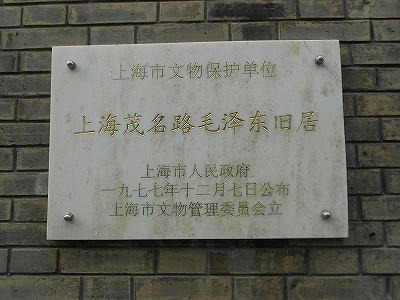 上海市文物保护单位
上海茂名路毛泽东旧居
上海市人民政府
一九七七年十二月七日公布
上海市文物管理委员会立